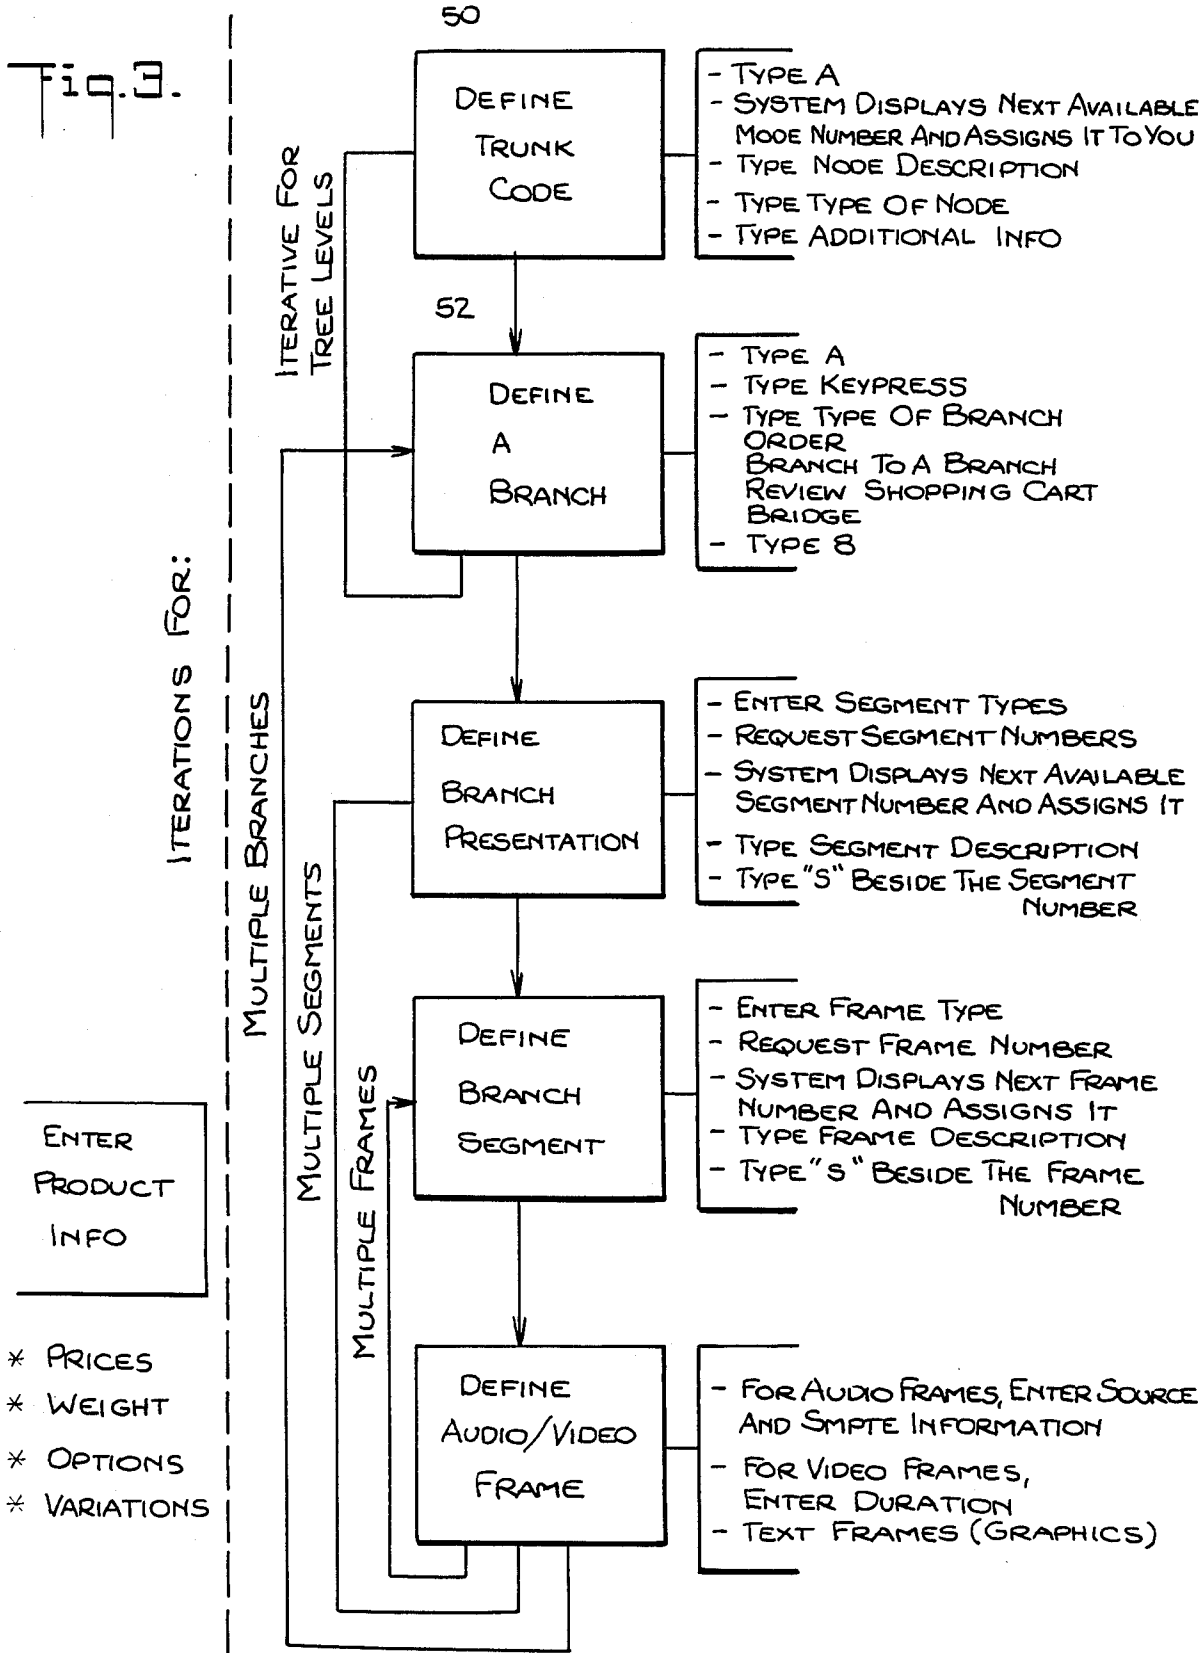 Fig.3.
50
DEFINE
TRUNK
CODE
- TYPE A
- SYSTEM DISPLAYS NEXT AVAILABLE
MODE NUMBER AND ASSIGNS IT TO YOU
- TYPE NODE DESCRIPTION
- TYPE TYPE OF NODE
- TYPE ADDITIONAL INFO
ITERATIVE FOR
TREE LEVELS
52
DEFINE
A
BRANCH
- TYPE A
- TYPE KEYPRESS
- TYPE TYPE OF BRANCH
ORDER
BRANCH TO A BRANCH
REVIEW SHOPPING CART
BRIDGE
- TYPE 8
ITERATIONS FOR:
MULTIPLE BRANCHES
MULTIPLE SEGMENTS
MULTIPLE FRAMES
DEFINE
BRANCH
PRESENTATION
- ENTER SEGMENT TYPES
- REQUEST SEGMENT NUMBERS
- SYSTEM DISPLAYS NEXT AVAILABLE
SEGMENT NUMBER AND ASSIGNS IT
- TYPE SEGMENT DESCRIPTION
- TYPE "S" BESIDE THE SEGMENT
NUMBER
DEFINE
BRANCH
SEGMENT
- ENTER FRAME TYPE
- REQUEST FRAME NUMBER
- SYSTEM DISPLAYS NEXT FRAME
NUMBER AND ASSIGNS IT
- TYPE FRAME DESCRIPTION
- TYPE "S" BESIDE THE FRAME
NUMBER
ENTER
PRODUCT
INFO
* PRICES
* WEIGHT
* OPTIONS
* VARIATIONS
DEFINE
AUDIO/VIDEO
FRAME
- FOR AUDIO FRAMES, ENTER SOURCE
AND SMPTE INFORMATION
- FOR VIDEO FRAMES,
ENTER DURATION
- TEXT FRAMES (GRAPHICS)